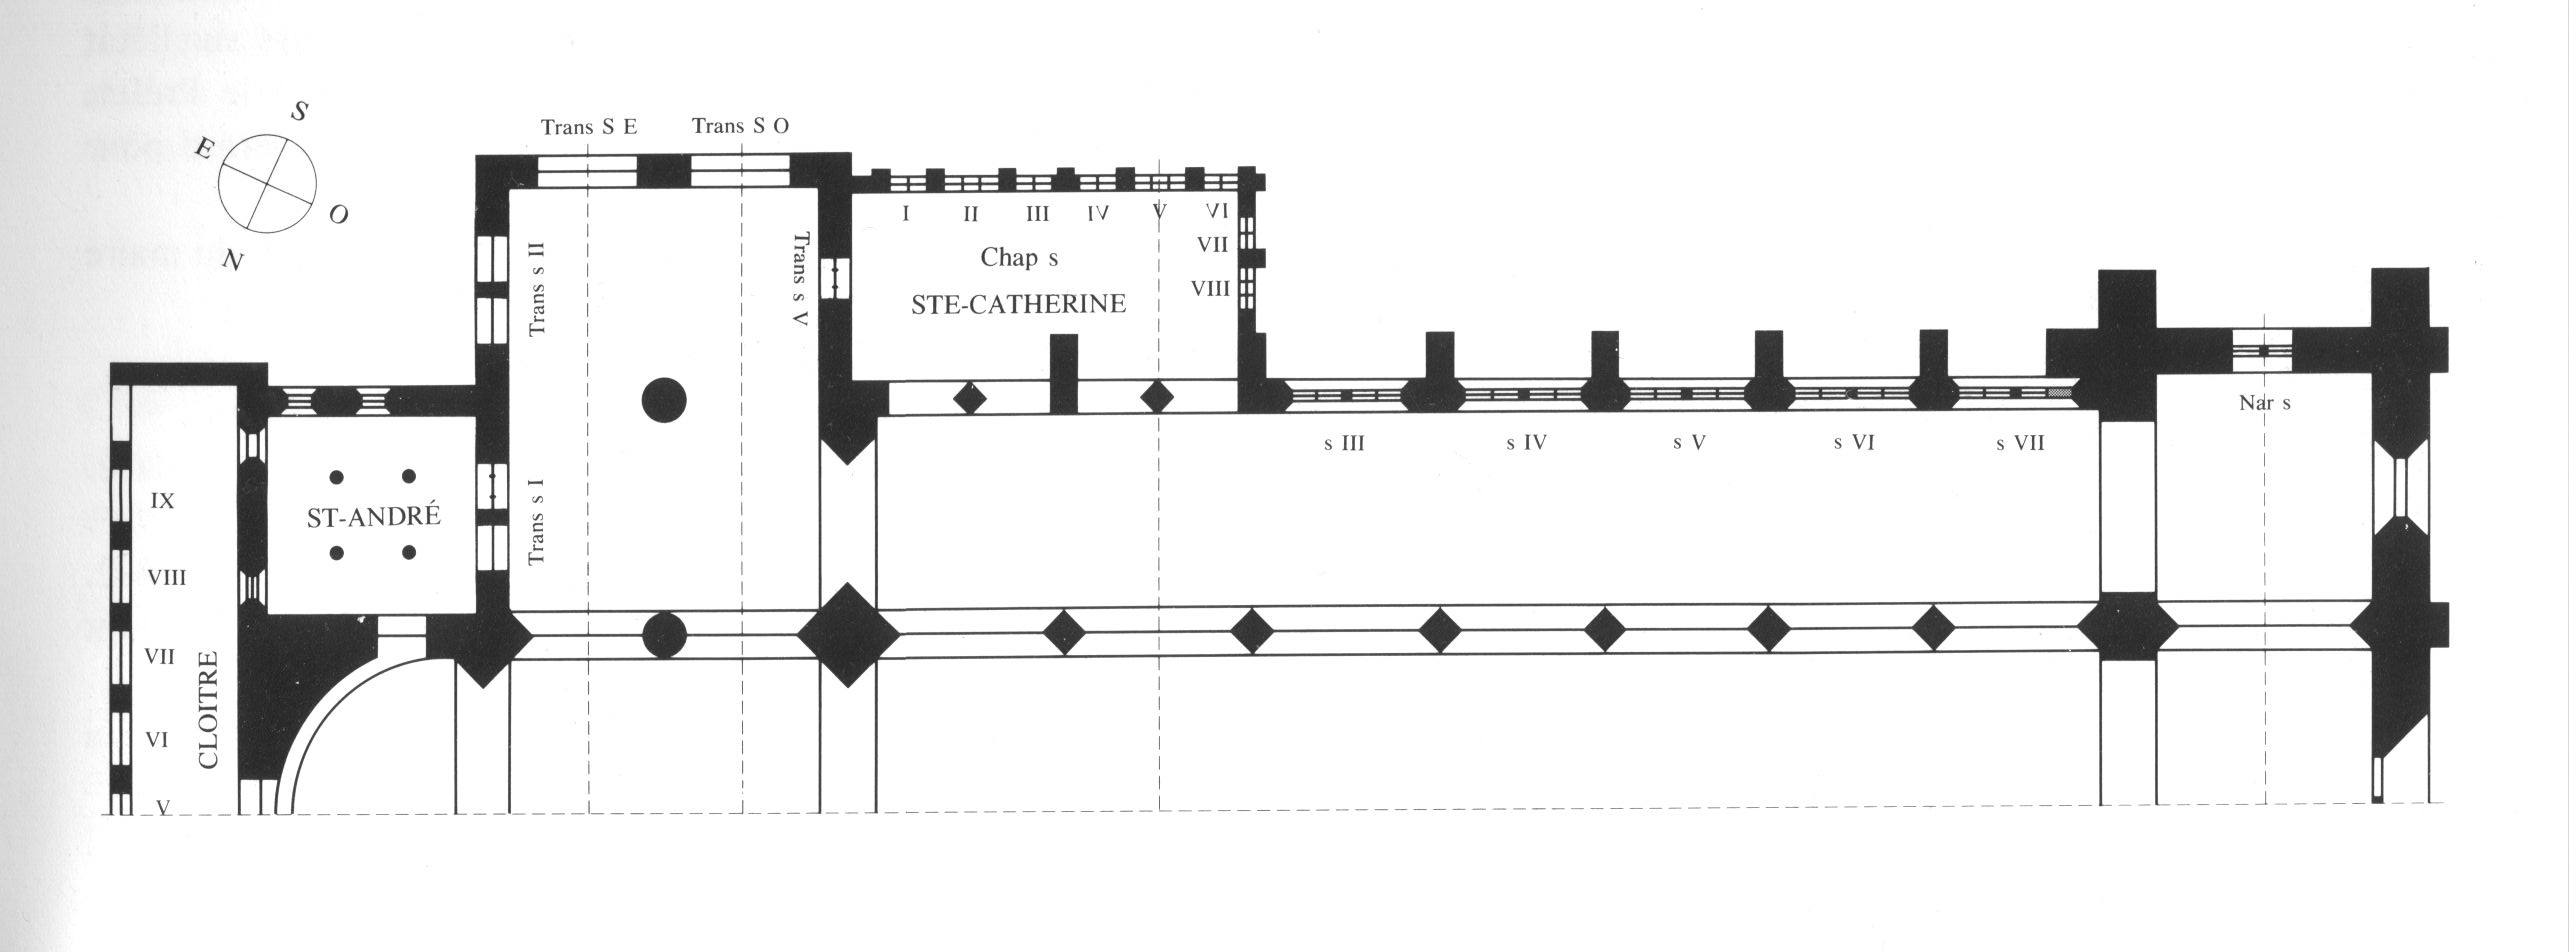 S
E
O
N
Trans S E
Trans S O
Trans s II
Trans s V
I
II
III
IV
V
VI
VII
VIII
Chap s
STE-CATHERINE
Nar s
s III
s IV
s V
s VI
s VII
ST-ANDRÉ
Trans s I
IX
VIII
VII
VI
V
CLOITRE